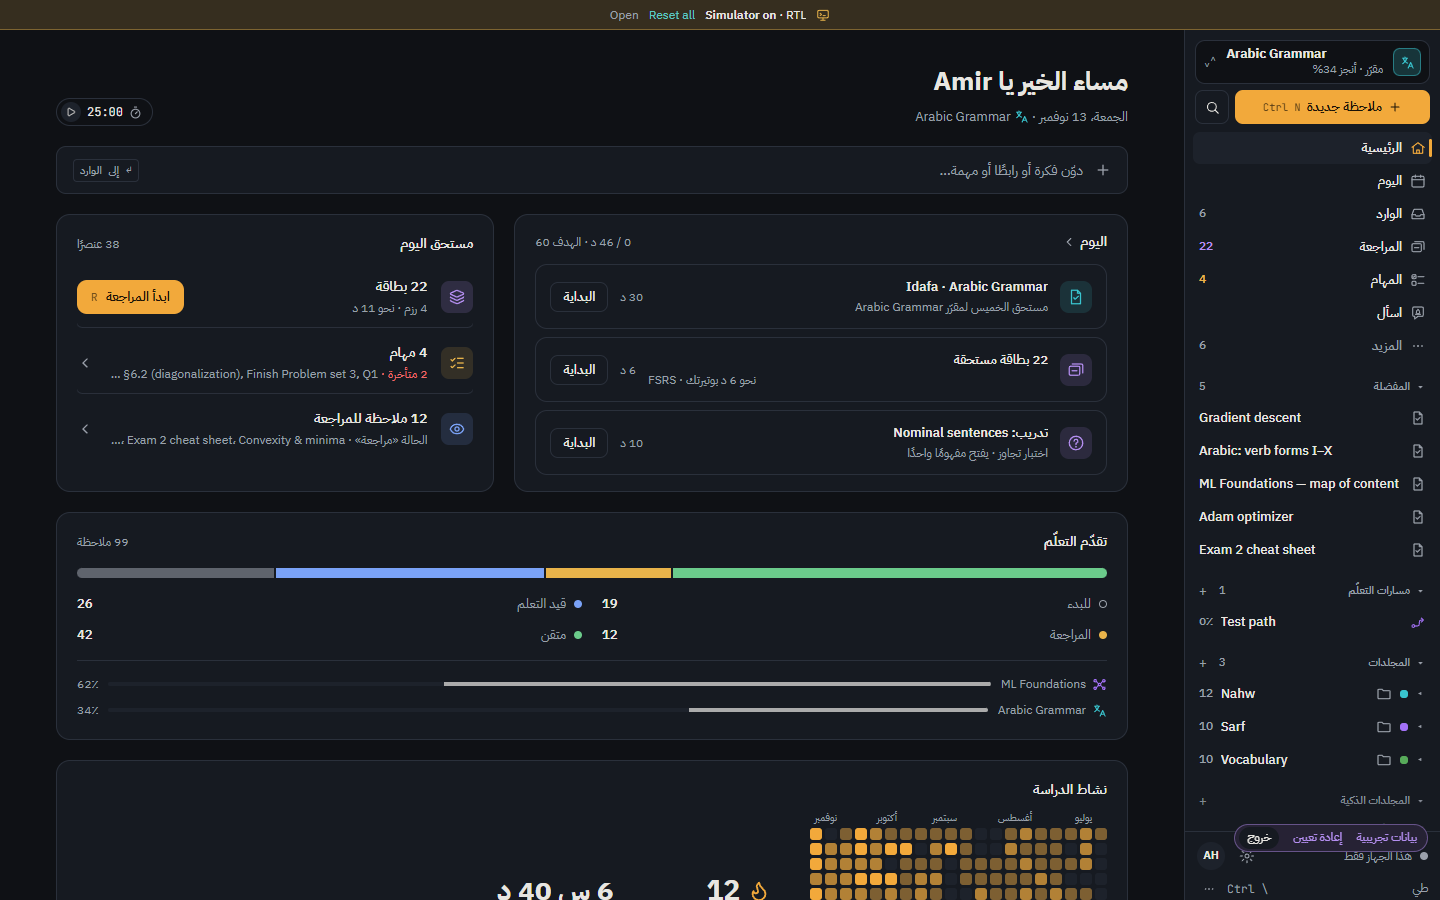 Open Reset all Simulator on · RTL
Arabic Grammar
مقرّر · أنجز 34%
ملاحظة جديدة Ctrl N
الرئيسية
اليوم
الوارد 6
المراجعة 22
المهام 4
اسأل
المزيد 6
المفضلة 5
Gradient descent
Arabic: verb forms I–X
ML Foundations — map of content
Adam optimizer
Exam 2 cheat sheet
مسارات التعلّم 1 +
Test path 0٪
المجلدات 3 +
Nahw 12
Sarf 10
Vocabulary 10
المجلدات الذكية +
بيانات تجريبية إعادة تعيين خروج
هذا الجهاز فقط AH
طي Ctrl \ ···
مساء الخير يا Amir
الجمعة، 13 نوفمبر · Arabic Grammar
25:00
دوّن فكرة أو رابطًا أو مهمة...
إلى الوارد
اليوم
0 / 46 د · الهدف 60
Idafa · Arabic Grammar
مستحق الخميس لمقرّر Arabic Grammar
30 د البداية
22 بطاقة مستحقة
نحو 6 د بوتيرتك · FSRS
6 د البداية
تدريب: Nominal sentences
اختبار تجاوز · يفتح مفهومًا واحدًا
10 د البداية
مستحق اليوم
38 عنصرًا
22 بطاقة
4 رزم · نحو 11 د
ابدأ المراجعة R
4 مهام
2 متأخرة · §6.2 (diagonalization), Finish Problem set 3, Q1 ...
12 ملاحظة للمراجعة
الحالة «مراجعة» · Exam 2 cheat sheet، Convexity & minima ،...
تقدّم التعلّم
99 ملاحظة
للبدء 19
قيد التعلم 26
المراجعة 12
متقن 42
ML Foundations 62٪
Arabic Grammar 34٪
نشاط الدراسة
يوليو أغسطس سبتمبر أكتوبر نوفمبر
12
6 س 40 د